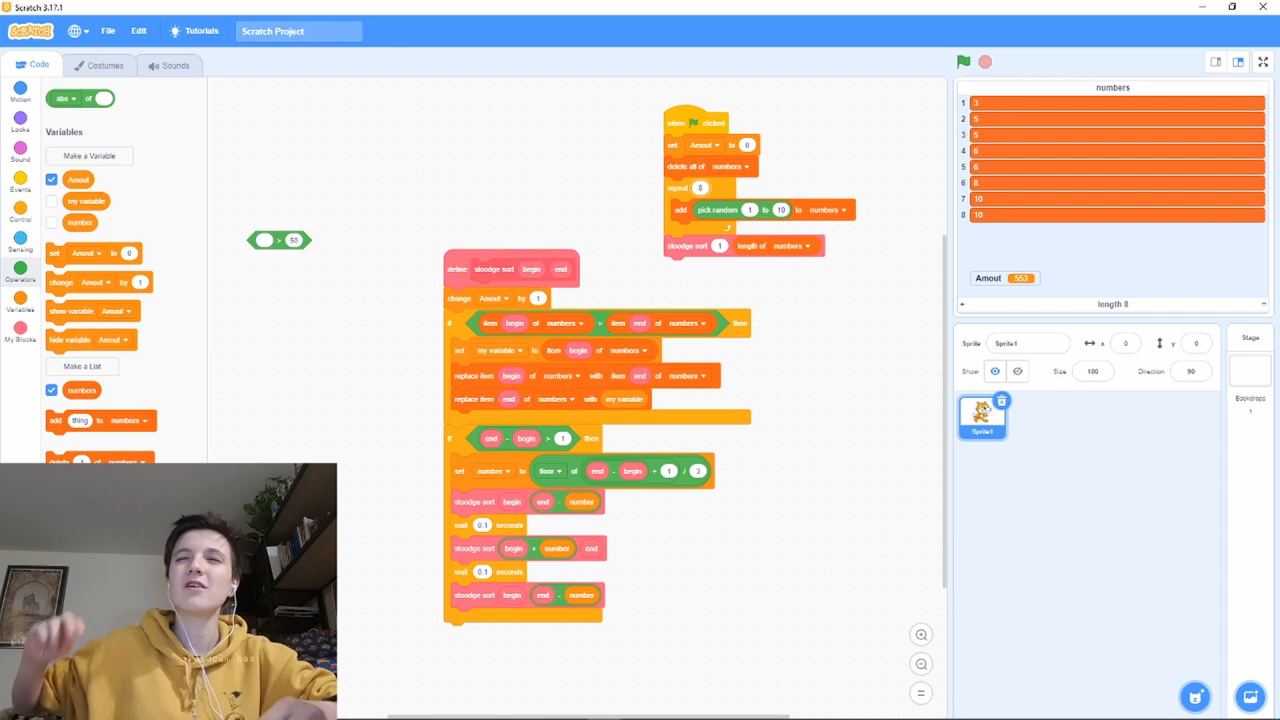 Scratch 3.17.1
SCRATCH File Edit Tutorials Scratch Project
Code Costumes Sounds
Motion
Looks
Sound
Events
Control
Sensing
Operators
Variables
My Blocks
abs of
Variables
Make a Variable
Amout
my variable
number
set Amout to 0
change Amout by 1
show variable Amout
hide variable Amout
Make a List
numbers
add thing to numbers
> 50
when clicked
set Amout to 0
delete all of numbers
repeat 8
add pick random 1 to 10 to numbers
stoodge sort 1 length of numbers
define stoodge sort begin end
change Amout by 1
if item begin of numbers > item end of numbers then
set my variable to item begin of numbers
replace item begin of numbers with item end of numbers
replace item end of numbers with my variable
if end - begin > 1 then
set number to floor of end - begin + 1 / 3
stoodge sort begin end - number
wait 0.1 seconds
stoodge sort begin + number end
wait 0.1 seconds
stoodge sort begin end - number
numbers
1 3
2 5
3 5
4 6
5 6
6 8
7 10
8 10
Amout 553
+ length 8 =
Sprite Sprite1 x 0 y 0
Show Size 100 Direction 90
Sprite1
Stage
Backdrops
1